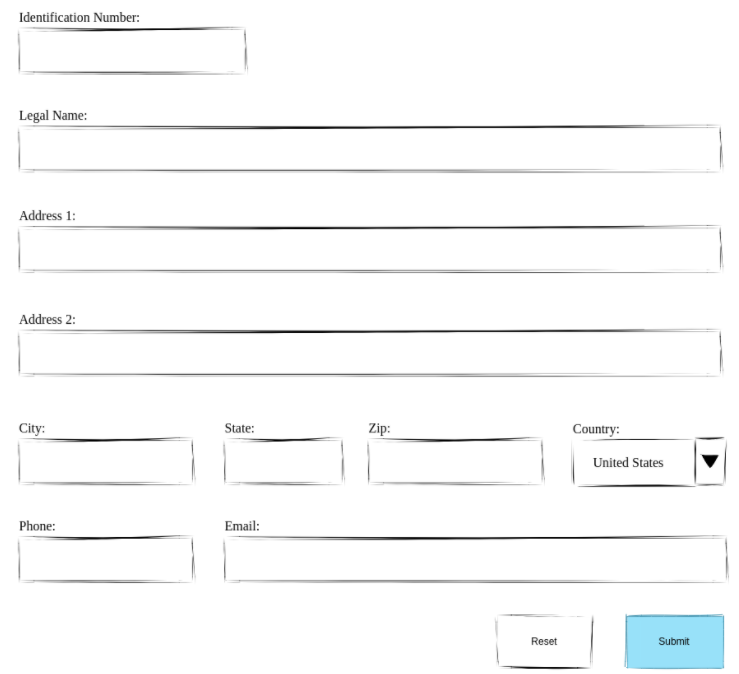 Identification Number:
Legal Name:
Address 1:
Address 2:
City: State: Zip: Country:
United States
Phone: Email:
Reset Submit